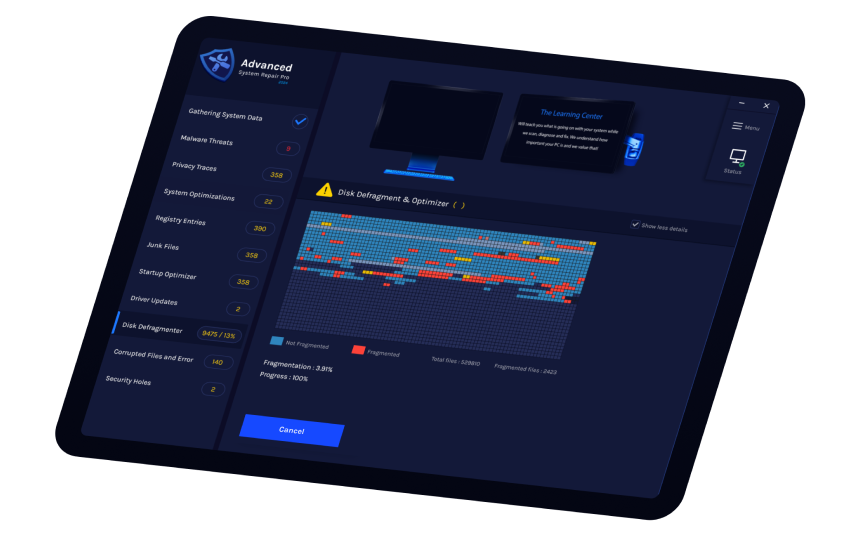 Advanced
System Repair Pro
Gathering System Data
Malware Threats 9
Privacy Traces 358
System Optimizations 22
Registry Entries 390
Junk Files 358
Startup Optimizer 358
Driver Updates 2
Disk Defragmenter 9475 / 13%
Corrupted Files and Error 140
Security Holes 2
The Learning Center
Will teach you what is going on with your system while
we scan, diagnose and fix. We understand how
important your PC is and we value that!
Menu
Status
Disk Defragment & Optimizer ( )
Show less details
Not Fragmented
Fragmented
Total files : 529810
Fragmented files : 2423
Fragmentation : 3.91%
Progress : 100%
Cancel